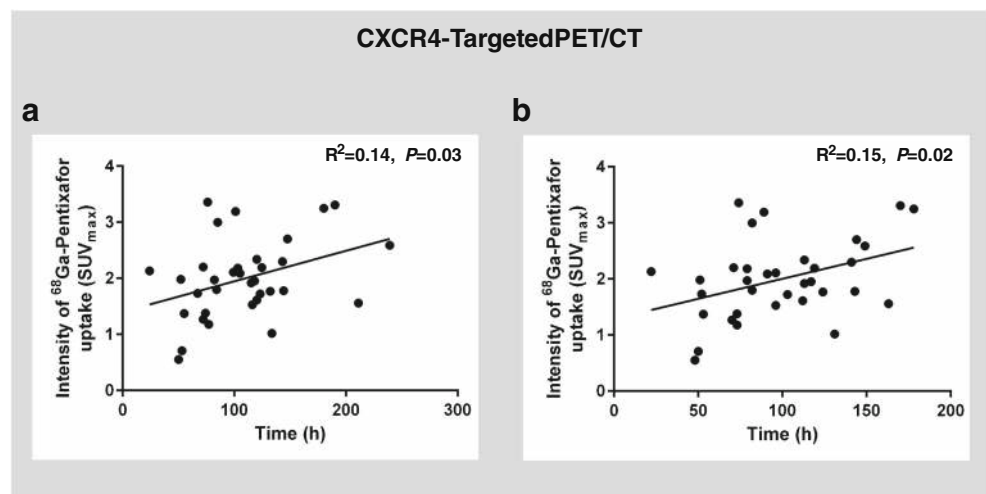 CXCR4-TargetedPET/CT
a
R²=0.14, P=0.03
Intensity of ⁶⁸Ga-Pentixafor
uptake (SUVmax)
4
3
2
1
0
0 100 200 300
Time (h)
b
R²=0.15, P=0.02
Intensity of ⁶⁸Ga-Pentixafor
uptake (SUVmax)
4
3
2
1
0
0 50 100 150 200
Time (h)